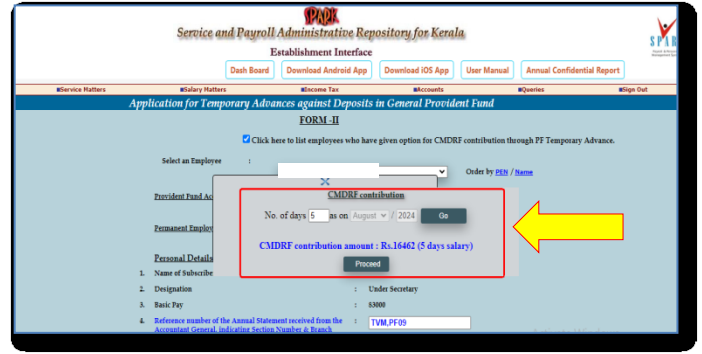 SPARK
Service and Payroll Administrative Repository for Kerala
SPARK
Establishment Interface
Dash Board Download Android App Download iOS App User Manual Annual Confidential Report
Service Matters Salary Matters Income Tax Accounts Queries Sign Out
Application for Temporary Advances against Deposits in General Provident Fund
FORM -II
Click here to list employees who have given option for CMDRF contribution through PF Temporary Advance.
Select an Employee :
Order by PEN / Name
Provident Fund Ac
CMDRF contribution
No. of days 5 as on August / 2024 Go
Permanent Employ
CMDRF contribution amount : Rs.16462 (5 days salary)
Personal Details
Proceed
1. Name of Subscribe
2. Designation : Under Secretary
3. Basic Pay : 83000
4. Reference number of the Annual Statement received from the : TVM,PF09
Accountant General, indicating Section Number & Branch